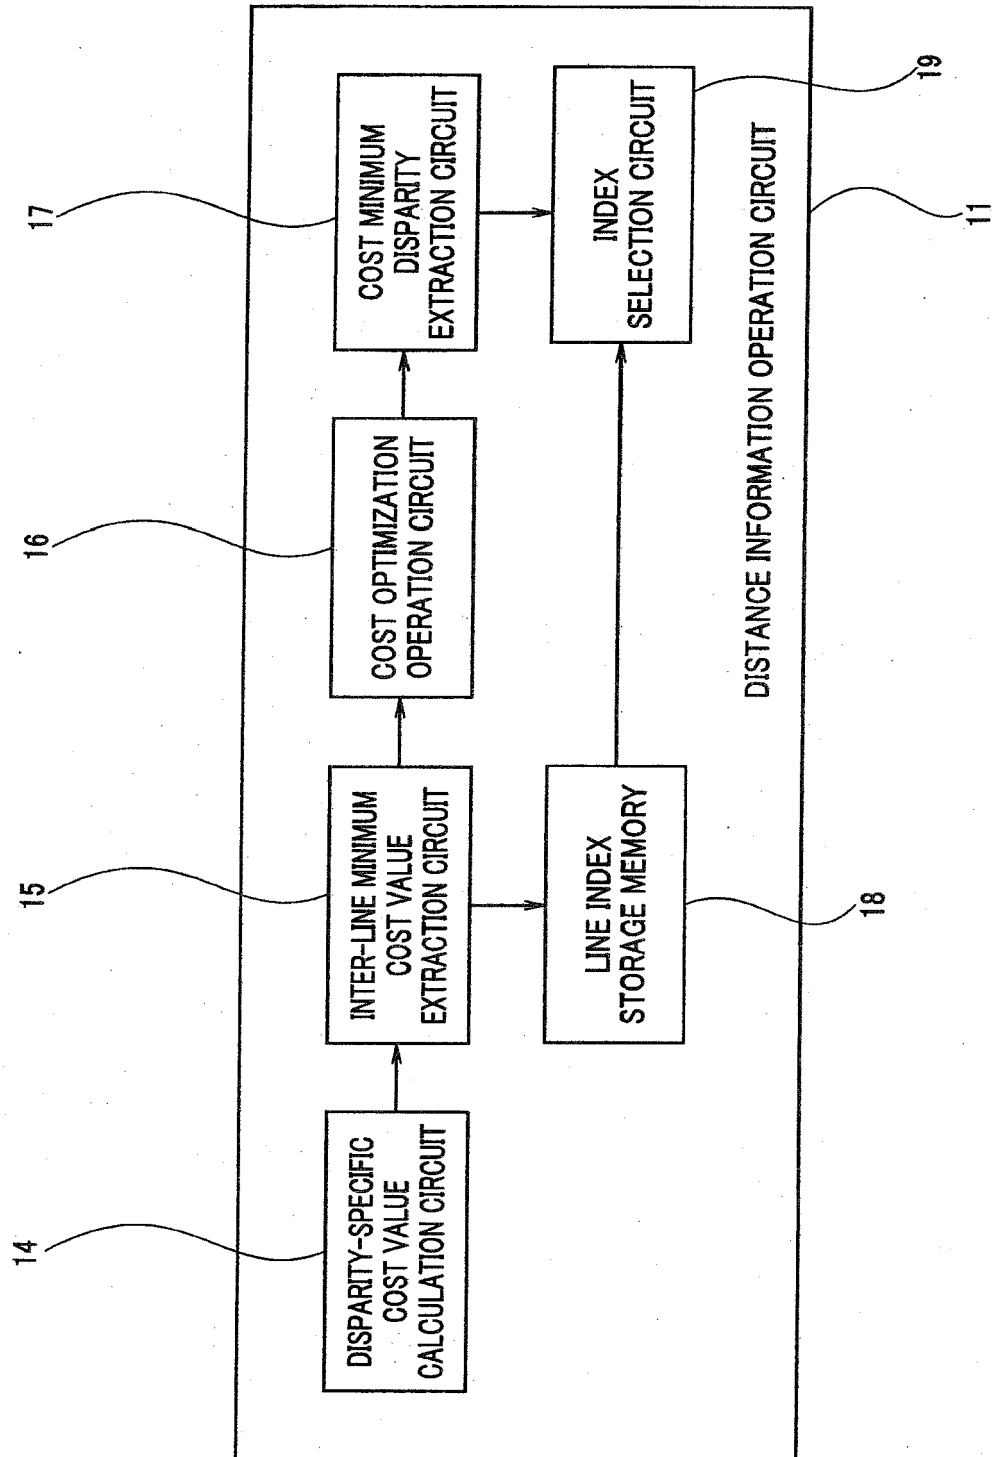 14
DISPARITY-SPECIFIC
COST VALUE
CALCULATION CIRCUIT
15
INTER-LINE MINIMUM
COST VALUE
EXTRACTION CIRCUIT
16
COST OPTIMIZATION
OPERATION CIRCUIT
17
COST MINIMUM
DISPARITY
EXTRACTION CIRCUIT
LINE INDEX
STORAGE MEMORY
18
INDEX
SELECTION CIRCUIT
19
DISTANCE INFORMATION OPERATION CIRCUIT
11